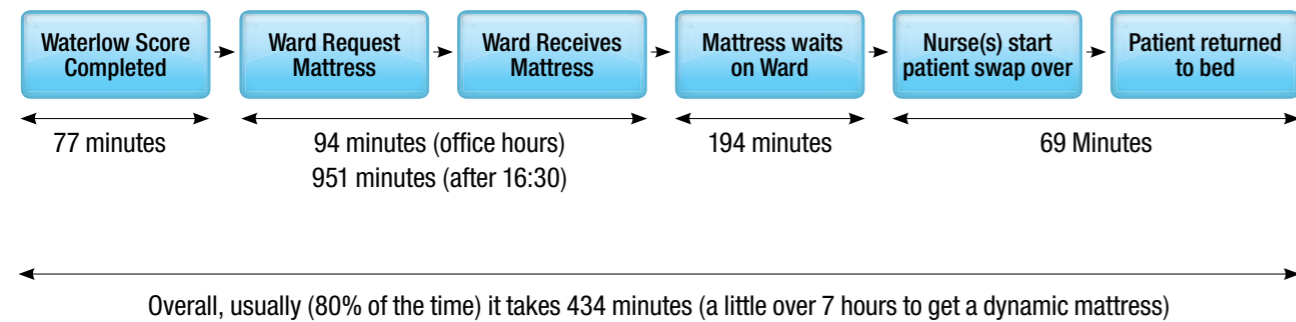 Waterlow Score
Completed
Ward Request
Mattress
Ward Receives
Mattress
Mattress waits
on Ward
Nurse(s) start
patient swap over
Patient returned
to bed
77 minutes
94 minutes (office hours)
951 minutes (after 16:30)
194 minutes
69 Minutes
Overall, usually (80% of the time) it takes 434 minutes (a little over 7 hours to get a dynamic mattress)